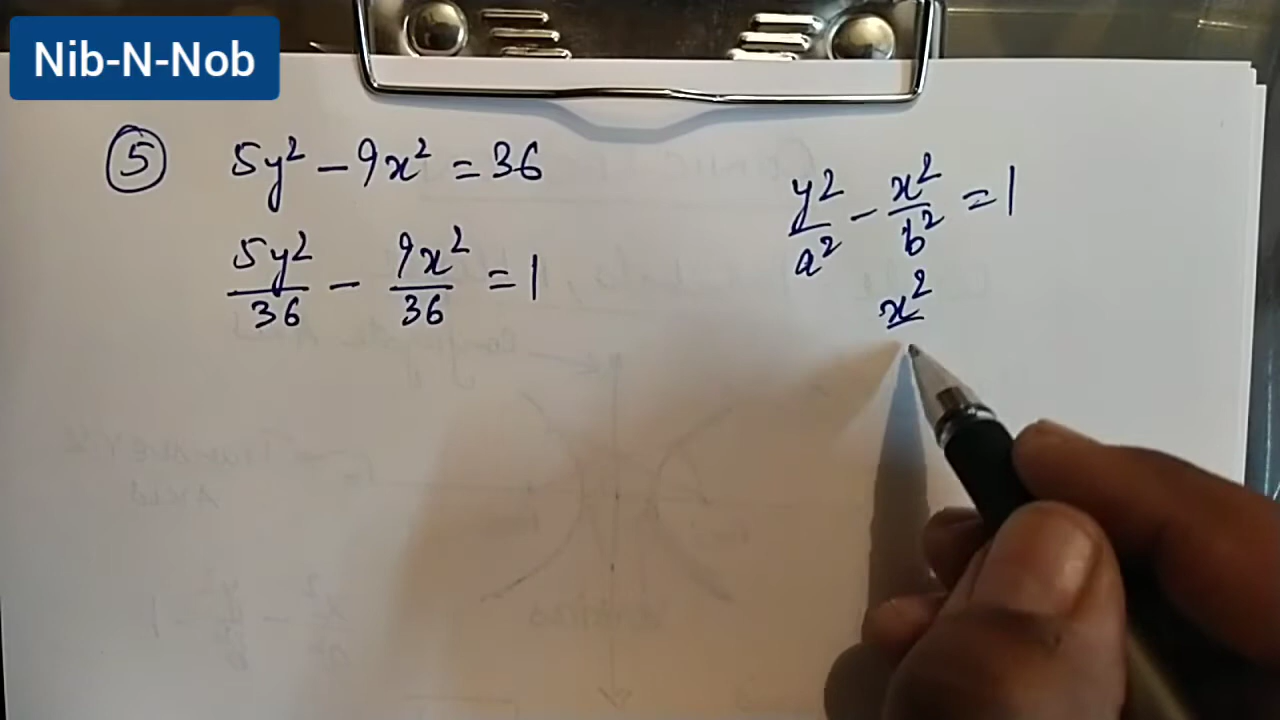 Nib-N-Nob
⑤ 5y² – 9x² = 36
5y²/36 – 9x²/36 = 1
y²/a² – x²/b² = 1
x²